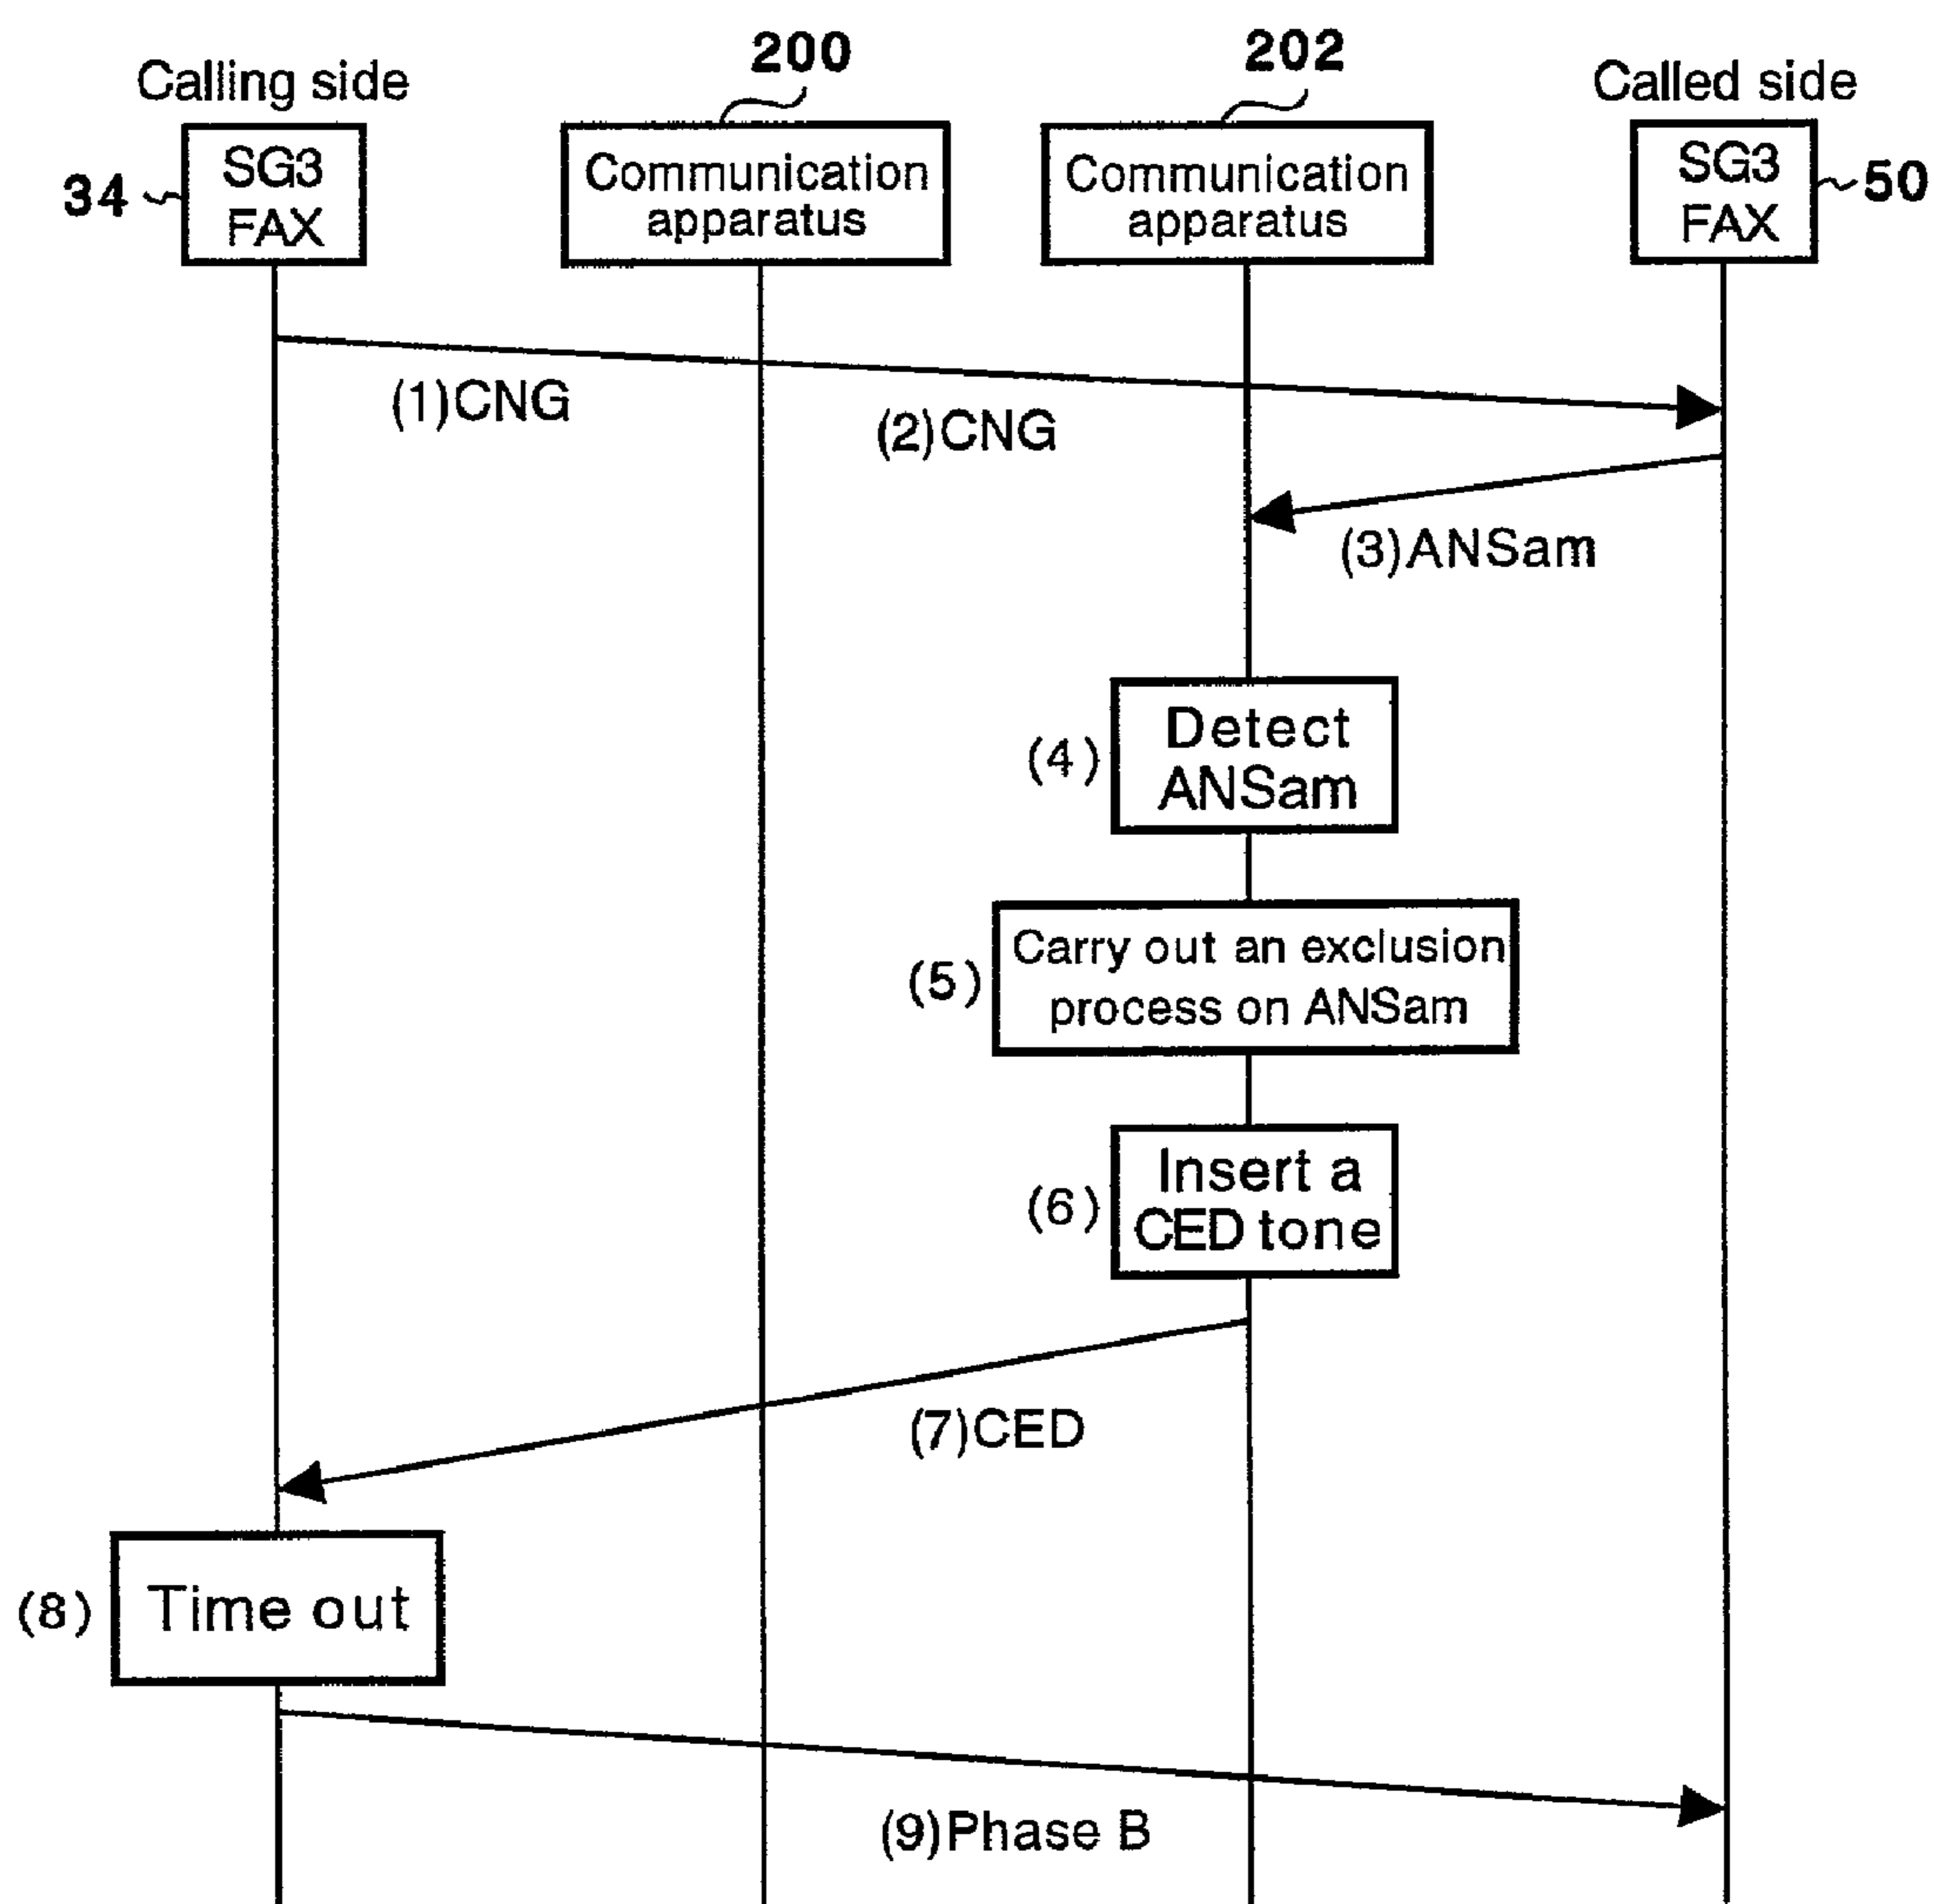 200
202
Calling side
Called side
34
SG3
FAX
Communication
apparatus
Communication
apparatus
SG3
FAX
50
(1)CNG
(2)CNG
(3)ANSam
(4)
Detect
ANSam
(5)
Carry out an exclusion
process on ANSam
(6)
Insert a
CED tone
(7)CED
(8)
Time out
(9)Phase B